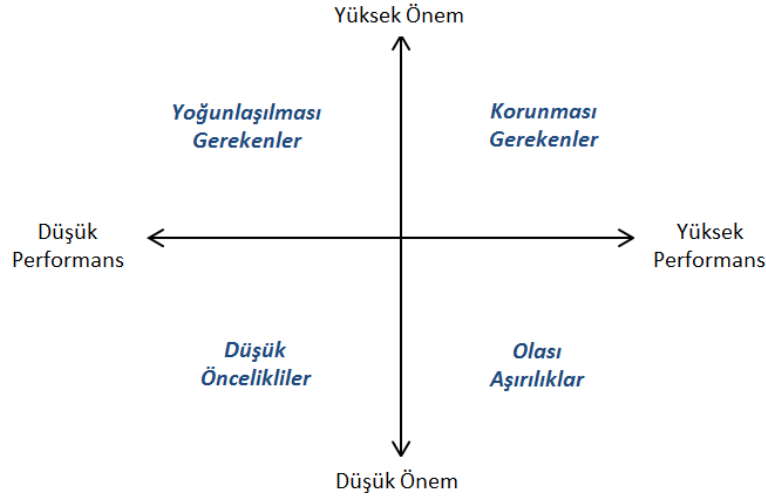 Yüksek Önem
Yoğunlaşılması
Gerekenler
Korunması
Gerekenler
Düşük
Performans
Yüksek
Performans
Düşük
Öncelikliler
Olası
Aşırılıklar
Düşük Önem